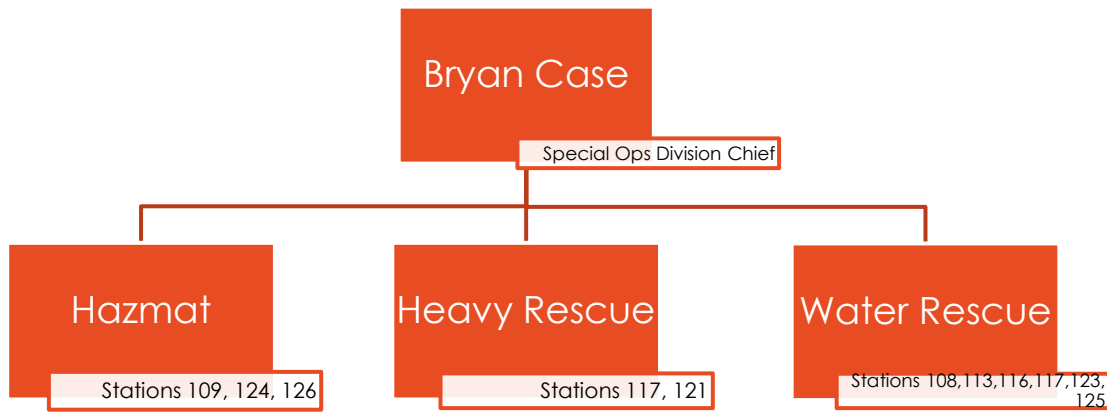 Bryan Case
Special Ops Division Chief
Hazmat
Stations 109, 124, 126
Heavy Rescue
Stations 117, 121
Water Rescue
Stations 108,113,116,117,123,
125